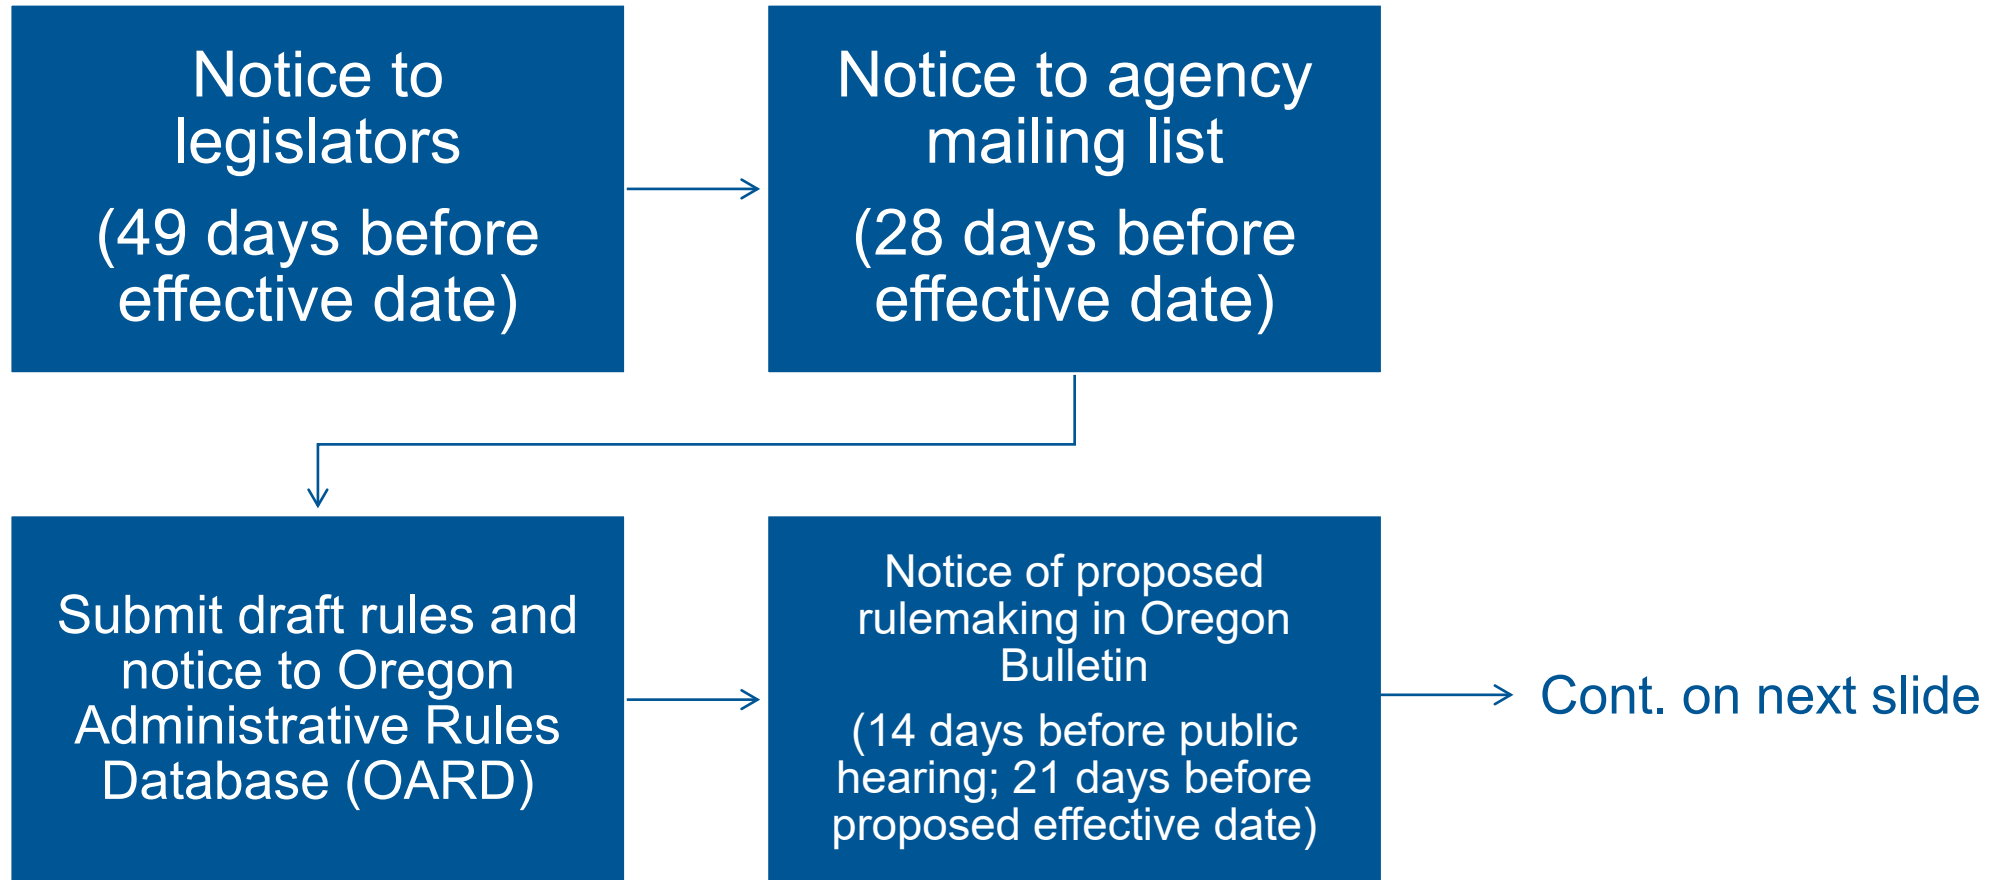 Notice to
legislators
(49 days before
effective date)
Notice to agency
mailing list
(28 days before
effective date)
Submit draft rules and
notice to Oregon
Administrative Rules
Database (OARD)
Notice of proposed
rulemaking in Oregon
Bulletin
(14 days before public
hearing; 21 days before
proposed effective date)
Cont. on next slide